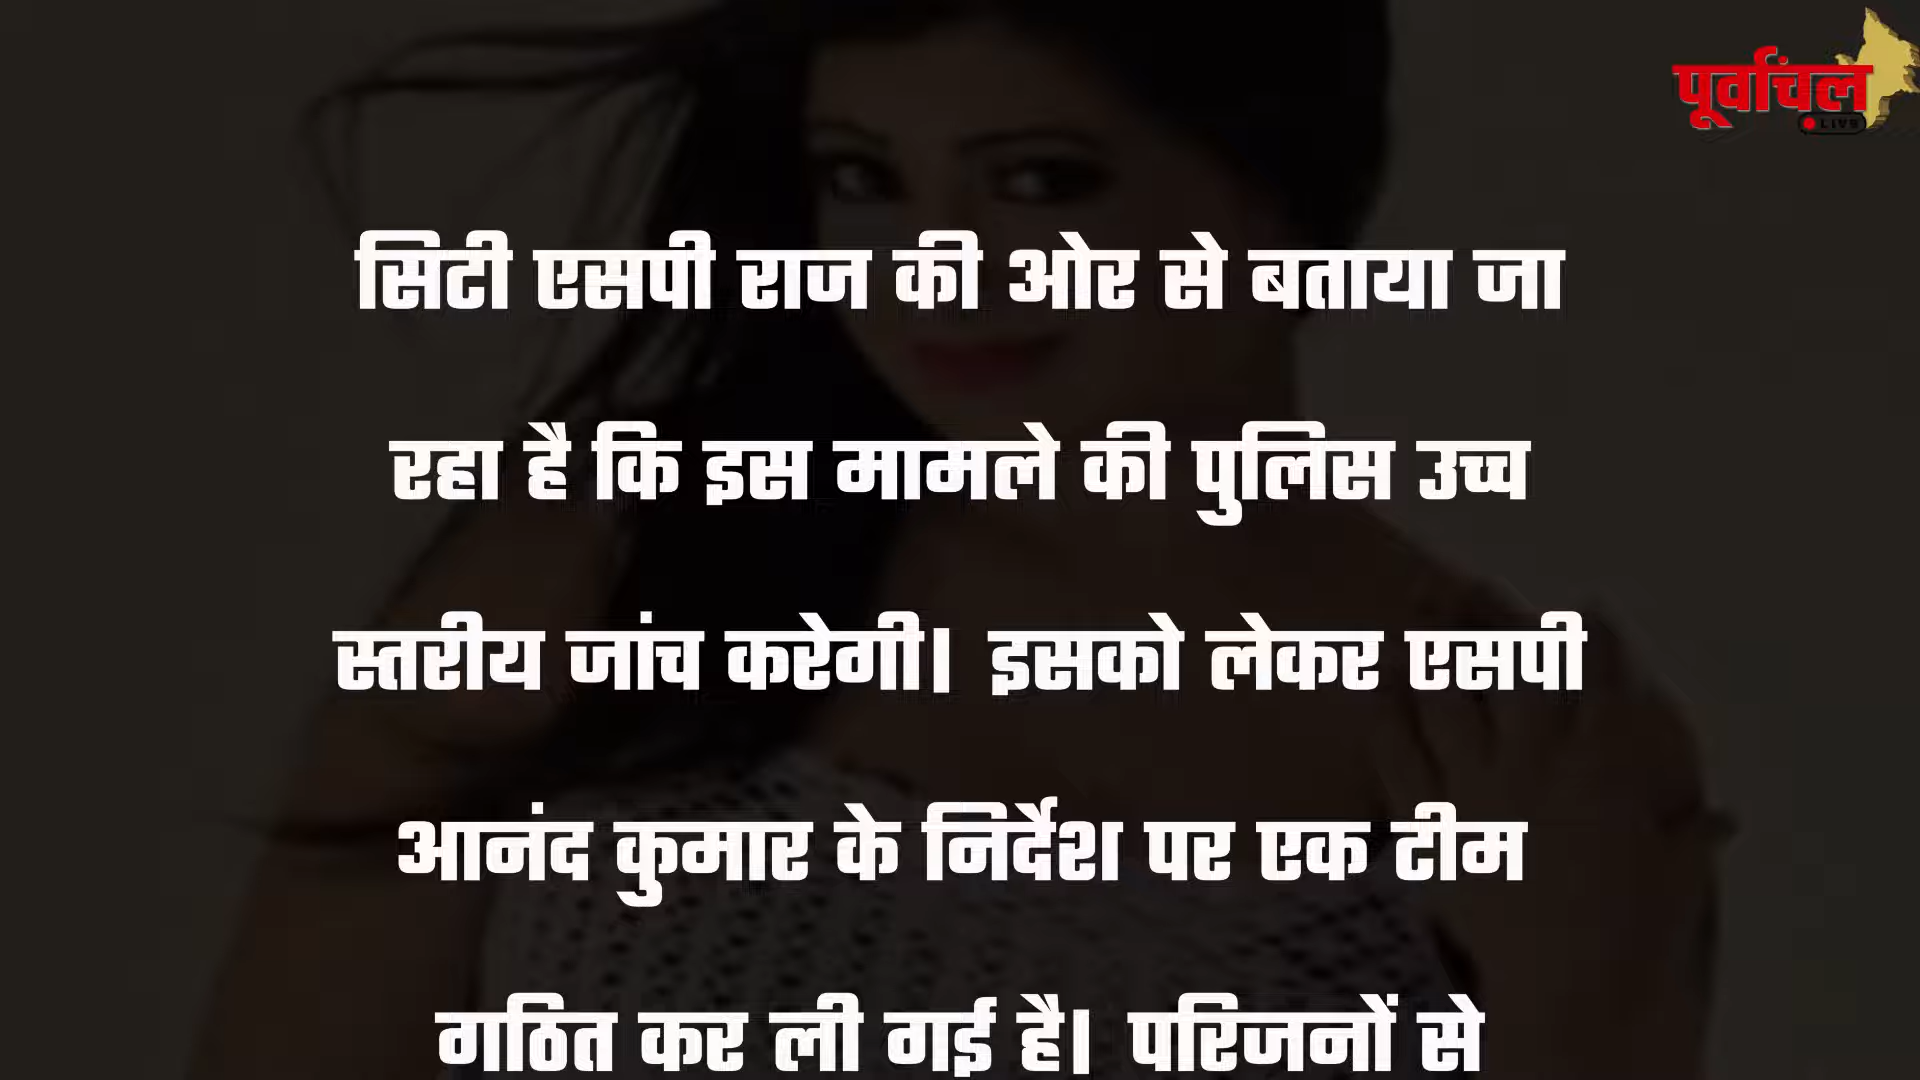 पूर्वांचल
LIVE
सिटी एसपी राज की ओर से बताया जा
रहा है कि इस मामले की पुलिस उच्च
स्तरीय जांच करेगी। इसको लेकर एसपी
आनंद कुमार के निर्देश पर एक टीम
गठित कर ली गई है। परिजनों से